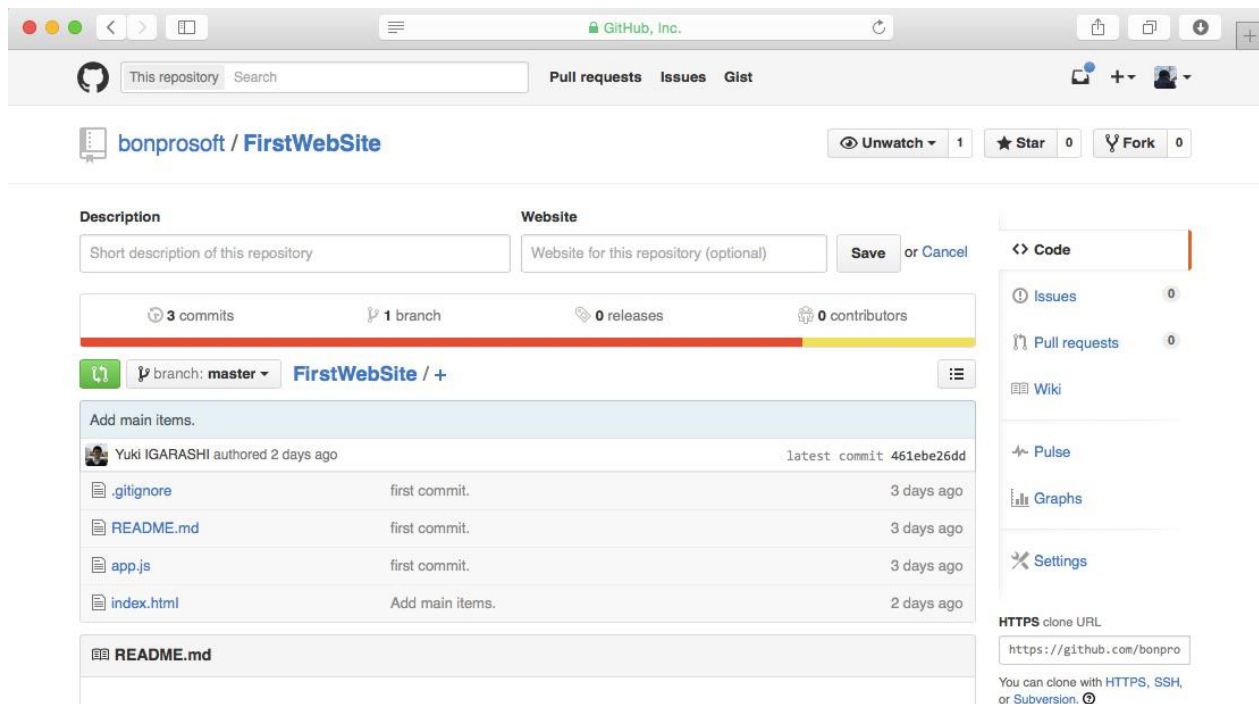 GitHub, Inc.
This repository Search Pull requests Issues Gist
bonprosoft / FirstWebSite Unwatch 1 Star 0 Fork 0
Description Website
Short description of this repository Website for this repository (optional) Save or Cancel
3 commits 1 branch 0 releases 0 contributors
branch: master FirstWebSite / +
Add main items.
Yuki IGARASHI authored 2 days ago latest commit 461ebe26dd
.gitignore first commit. 3 days ago
README.md first commit. 3 days ago
app.js first commit. 3 days ago
index.html Add main items. 2 days ago
README.md
Code
Issues 0
Pull requests 0
Wiki
Pulse
Graphs
Settings
HTTPS clone URL
https://github.com/bonpro
You can clone with HTTPS, SSH,
or Subversion.